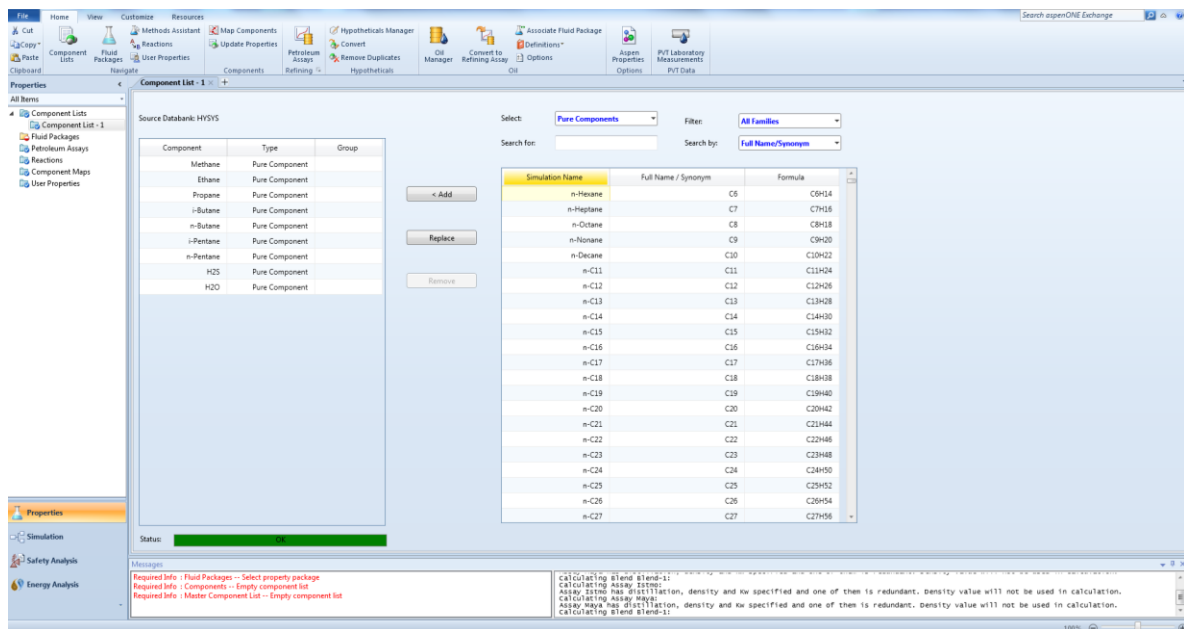 File Home View Customize Resources Search aspenONE Exchange
Cut Methods Assistant Map Components Hypotheticals Manager Associate Fluid Package
Copy Reactions Update Properties Convert Definitions
Paste Component Lists Fluid Packages User Properties Petroleum Assays Remove Duplicates Oil Manager Convert to Refining Assay Options Aspen Properties PVT Laboratory Measurements
Clipboard Navigate Components Refining Hypotheticals Oil Options PVT Data
Properties < Component List - 1 × +
All Items
Component Lists
Component List - 1
Fluid Packages
Petroleum Assays
Reactions
Component Maps
User Properties
Source Databank: HYSYS
Select: Pure Components Filter: All Families
Search for: Search by: Full Name/Synonym
Component Type Group
Methane Pure Component
Ethane Pure Component
Propane Pure Component
i-Butane Pure Component
n-Butane Pure Component
i-Pentane Pure Component
n-Pentane Pure Component
H2S Pure Component
H2O Pure Component
< Add
Replace
Remove
Simulation Name Full Name / Synonym Formula
n-Hexane C6 C6H14
n-Heptane C7 C7H16
n-Octane C8 C8H18
n-Nonane C9 C9H20
n-Decane C10 C10H22
n-C11 C11 C11H24
n-C12 C12 C12H26
n-C13 C13 C13H28
n-C14 C14 C14H30
n-C15 C15 C15H32
n-C16 C16 C16H34
n-C17 C17 C17H36
n-C18 C18 C18H38
n-C19 C19 C19H40
n-C20 C20 C20H42
n-C21 C21 C21H44
n-C22 C22 C22H46
n-C23 C23 C23H48
n-C24 C24 C24H50
n-C25 C25 C25H52
n-C26 C26 C26H54
n-C27 C27 C27H56
Properties
Simulation
Safety Analysis
Energy Analysis
Status: OK
Messages
Required Info : Fluid Packages -- Select property package
Required Info : Components -- Empty component list
Required Info : Master Component List -- Empty component list
Calculating Blend Blend-1:
Calculating Assay Istmo:
Assay Istmo has distillation, density and Kw specified and one of them is redundant. Density value will not be used in calculation.
Calculating Assay Maya:
Assay Maya has distillation, density and Kw specified and one of them is redundant. Density value will not be used in calculation.
Calculating Blend Blend-1:
100%